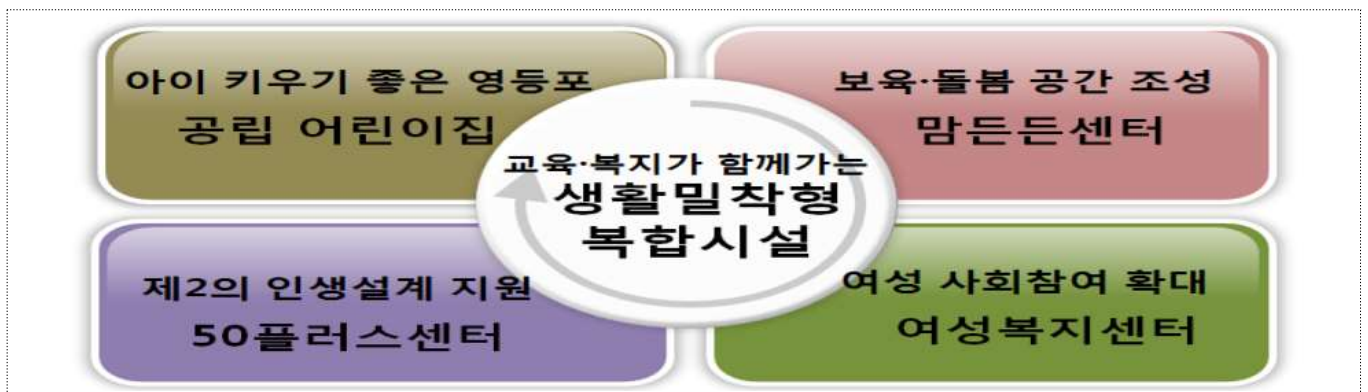 아이 키우기 좋은 영등포
공립 어린이집
보육·돌봄 공간 조성
맘든든센터
교육·복지가 함께가는
생활밀착형
복합시설
제2의 인생설계 지원
50플러스센터
여성 사회참여 확대
여성복지센터